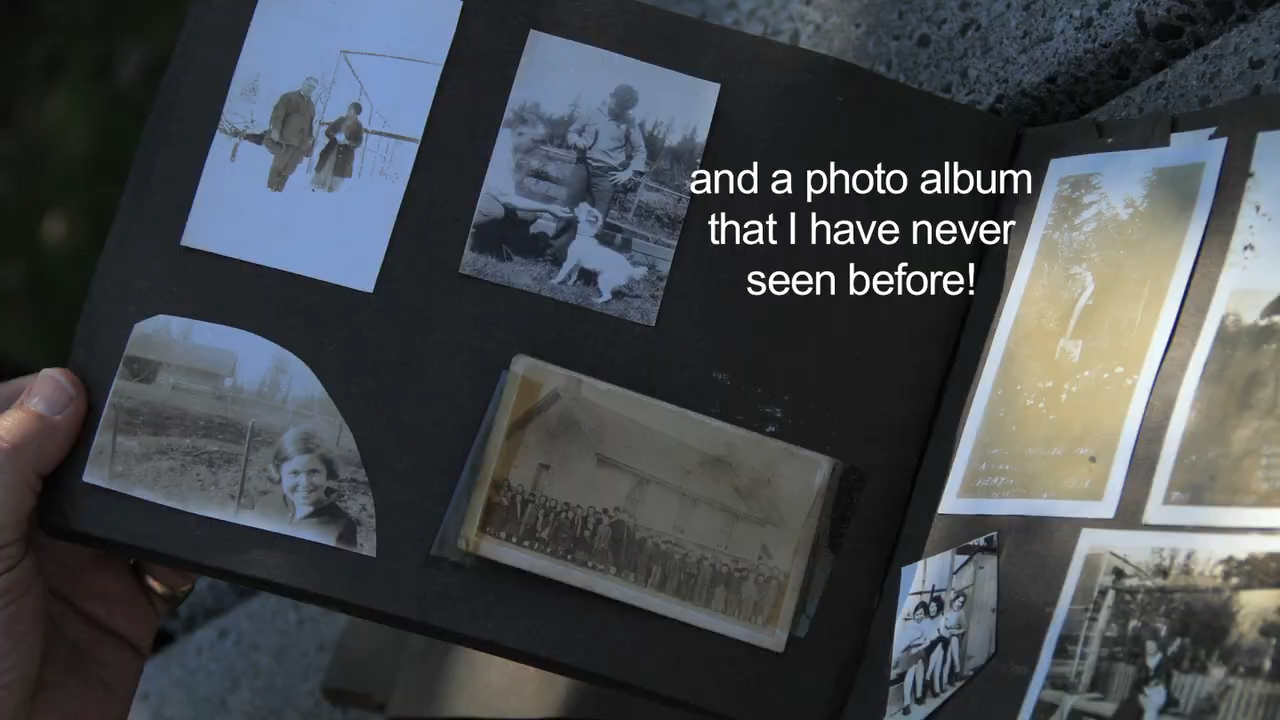 and a photo album
that I have never
seen before!